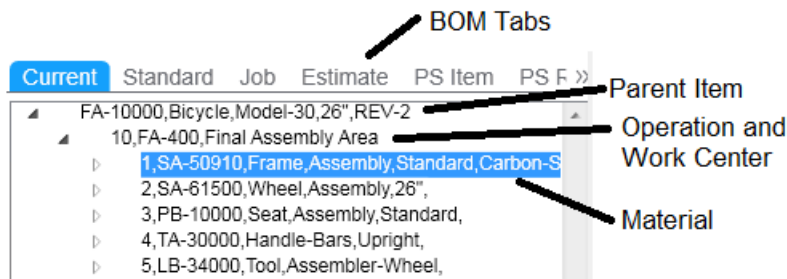 BOM Tabs
Current Standard Job Estimate PS Item PS R »
FA-10000,Bicycle,Model-30,26",REV-2
Parent Item
10,FA-400,Final Assembly Area
Operation and
Work Center
1,SA-50910,Frame,Assembly,Standard,Carbon-S
2,SA-61500,Wheel,Assembly,26",
3,PB-10000,Seat,Assembly,Standard,
Material
4,TA-30000,Handle-Bars,Upright,
5,LB-34000,Tool,Assembler-Wheel,